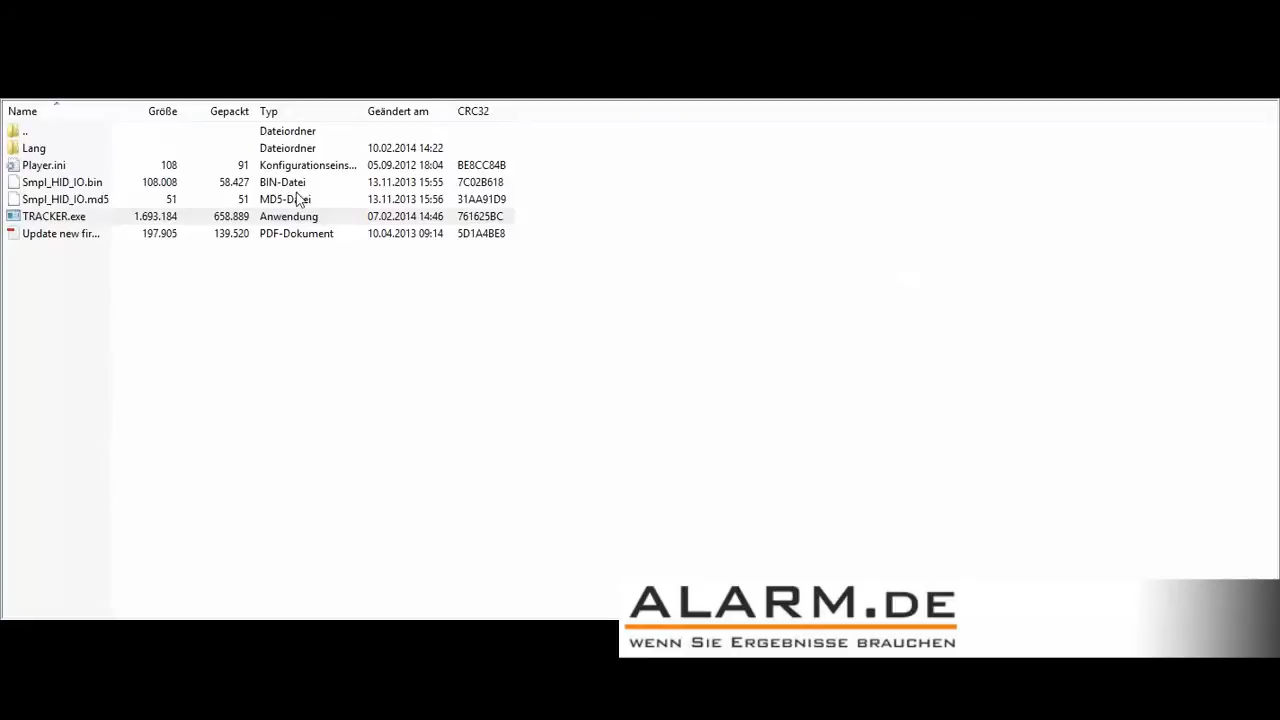 Name Größe Gepackt Typ Geändert am CRC32
.. Dateiordner
Lang Dateiordner 10.02.2014 14:22
Player.ini 108 91 Konfigurationseins... 05.09.2012 18:04 BE8CC84B
Smpl_HID_IO.bin 108.008 58.427 BIN-Datei 13.11.2013 15:55 7C02B618
Smpl_HID_IO.md5 51 51 MD5-Datei 13.11.2013 15:56 31AA91D9
TRACKER.exe 1.693.184 658.889 Anwendung 07.02.2014 14:46 761625BC
Update new fir... 197.905 139.520 PDF-Dokument 10.04.2013 09:14 5D1A4BE8
ALARM.DE
WENN SIE ERGEBNISSE BRAUCHEN